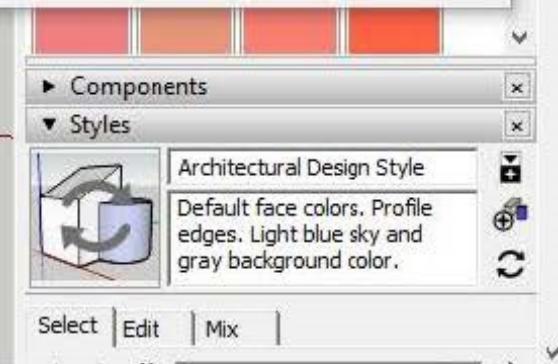 Components
Styles
Architectural Design Style
Default face colors. Profile
edges. Light blue sky and
gray background color.
Select Edit Mix